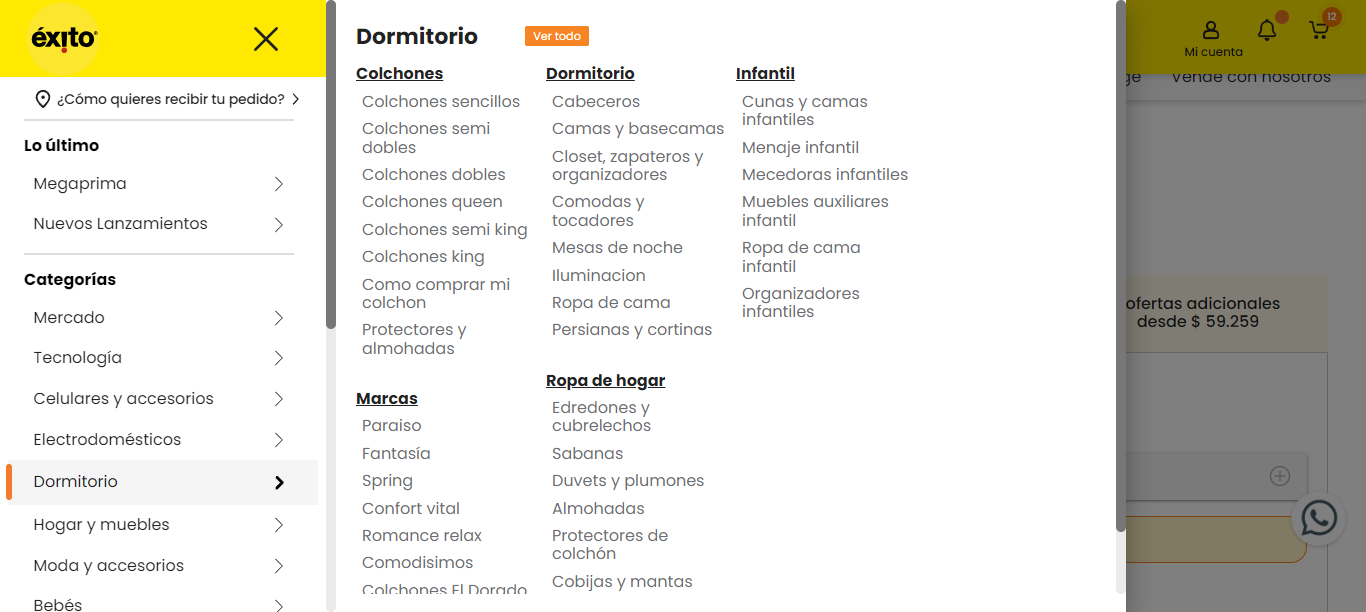 éxito
¿Cómo quieres recibir tu pedido?
Lo último
Megaprima
Nuevos Lanzamientos
Categorías
Mercado
Tecnología
Celulares y accesorios
Electrodomésticos
Dormitorio
Hogar y muebles
Moda y accesorios
Bebés
Dormitorio
Ver todo
Colchones
Colchones sencillos
Colchones semi
dobles
Colchones dobles
Colchones queen
Colchones semi king
Colchones king
Como comprar mi
colchon
Protectores y
almohadas
Marcas
Paraiso
Fantasía
Spring
Confort vital
Romance relax
Comodisimos
Colchones El Dorado
Dormitorio
Cabeceros
Camas y basecamas
Closet, zapateros y
organizadores
Comodas y
tocadores
Mesas de noche
Iluminacion
Ropa de cama
Persianas y cortinas
Ropa de hogar
Edredones y
cubrelechos
Sabanas
Duvets y plumones
Almohadas
Protectores de
colchón
Cobijas y mantas
Infantil
Cunas y camas
infantiles
Menaje infantil
Mecedoras infantiles
Muebles auxiliares
infantil
Ropa de cama
infantil
Organizadores
infantiles
12
Mi cuenta
Vende con nosotros
ofertas adicionales
desde $ 59.259